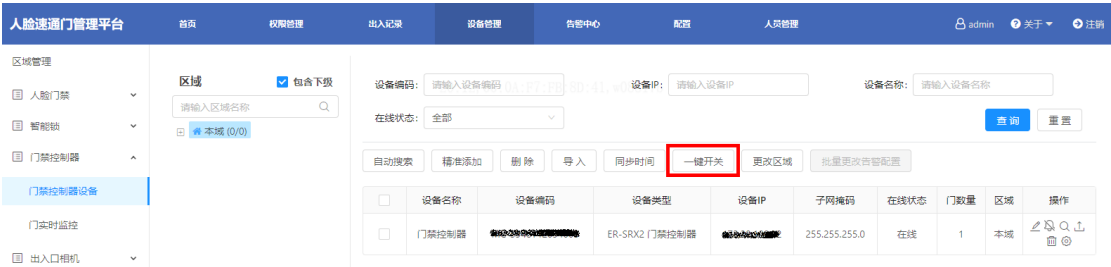 人脸速通门管理平台 首页 权限管理 出入记录 设备管理 告警中心 配置 人员管理 admin 关于 注销
区域管理
人脸门禁
智能锁
门禁控制器
门禁控制器设备
门实时监控
出入口相机
区域 包含下级
请输入区域名称
本域 (0/0)
设备编码: 请输入设备编码 设备IP: 请输入设备IP 设备名称: 请输入设备名称
在线状态: 全部
查询 重置
自动搜索 精准添加 删除 导入 同步时间 一键开关 更改区域 批量更改告警配置
设备名称 设备编码 设备类型 设备IP 子网掩码 在线状态 门数量 区域 操作
门禁控制器 ER-SRX2 门禁控制器 255.255.255.0 在线 1 本域